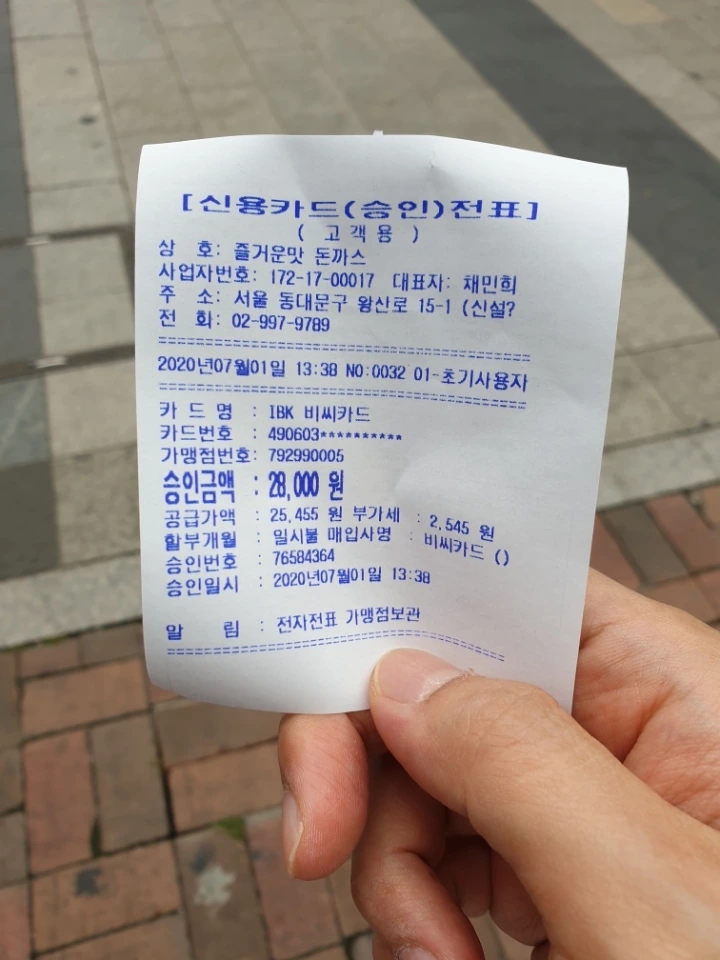 [신용카드(승인)전표]
( 고객용 )
상 호: 즐거운맛 돈까스
사업자번호: 172-17-00017 대표자: 채민희
주 소: 서울 동대문구 왕산로 15-1 (신설?
전 화: 02-997-9789
2020년07월01일 13:38 NO:0032 01-초기사용자
카 드 명 : IBK 비씨카드
카드번호 : 490603**********
가맹점번호: 792990005
승인금액 : 28,000 원
공급가액 : 25,455 원 부가세 : 2,545 원
할부개월 : 일시불 매입사명 : 비씨카드 ()
승인번호 : 76584364
승인일시 : 2020년07월01일 13:38
알 림 : 전자전표 가맹점보관